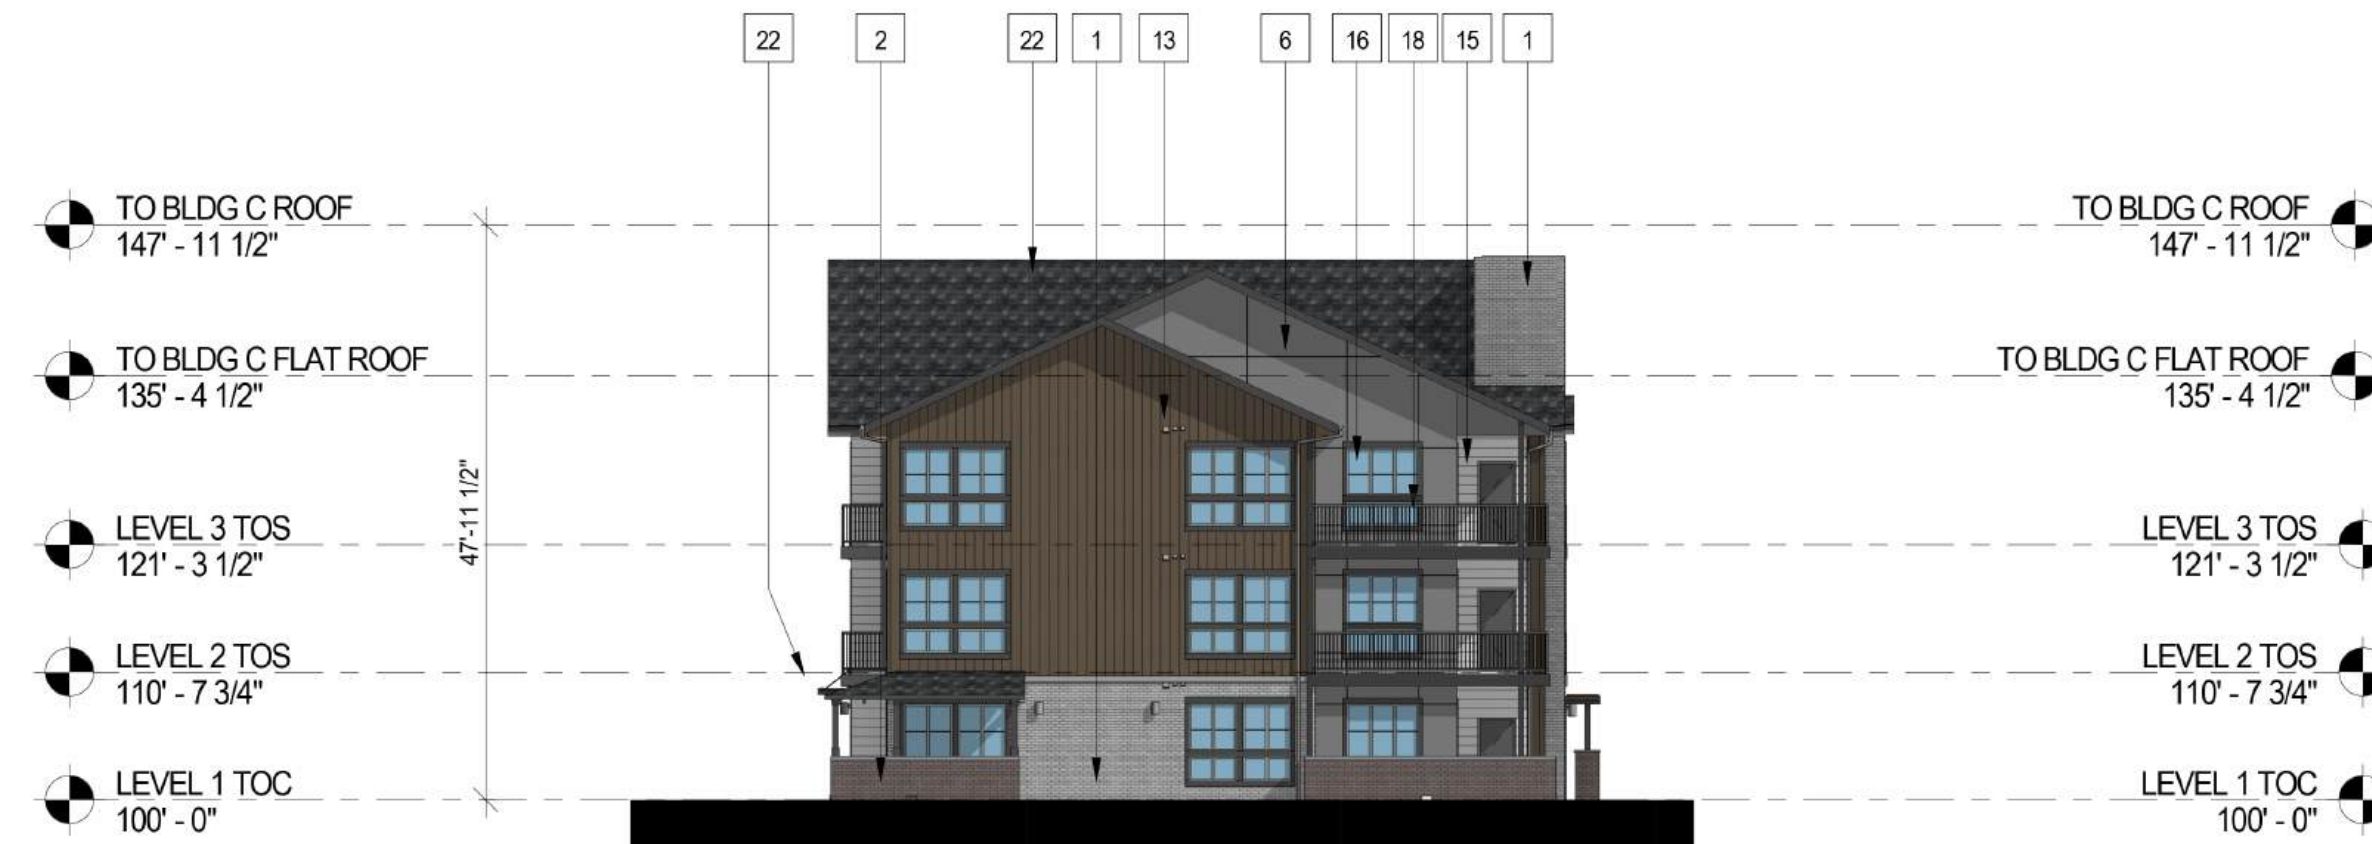 22 2 22 1 13 6 16 18 15 1
TO BLDG C ROOF
147' - 11 1/2"
TO BLDG C ROOF
147' - 11 1/2"
TO BLDG C FLAT ROOF
135' - 4 1/2"
TO BLDG C FLAT ROOF
135' - 4 1/2"
47'-11 1/2"
LEVEL 3 TOS
121' - 3 1/2"
LEVEL 3 TOS
121' - 3 1/2"
LEVEL 2 TOS
110' - 7 3/4"
LEVEL 2 TOS
110' - 7 3/4"
LEVEL 1 TOC
100' - 0"
LEVEL 1 TOC
100' - 0"